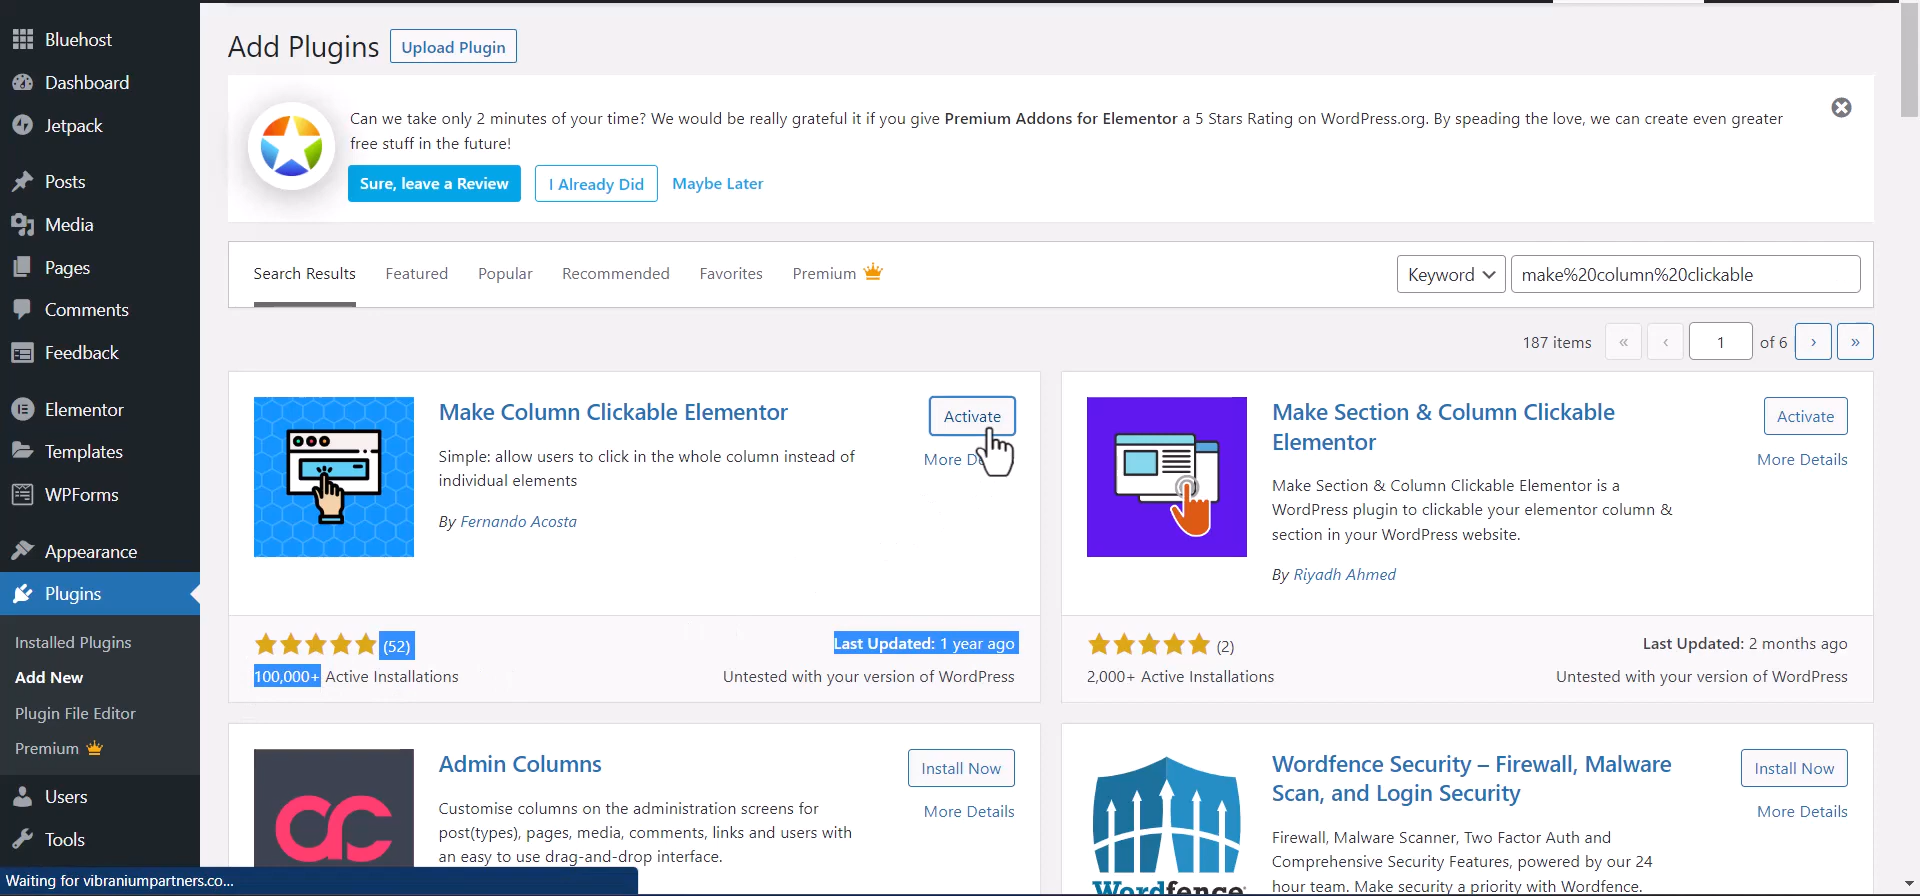 Bluehost
Dashboard
Jetpack
Posts
Media
Pages
Comments
Feedback
Elementor
Templates
WPForms
Appearance
Plugins
Installed Plugins
Add New
Plugin File Editor
Premium
Users
Tools
Waiting for vibraniumpartners.co...
Add Plugins
Upload Plugin
Can we take only 2 minutes of your time? We would be really grateful it if you give Premium Addons for Elementor a 5 Stars Rating on WordPress.org. By speading the love, we can create even greater
free stuff in the future!
Sure, leave a Review
I Already Did
Maybe Later
Search Results
Featured
Popular
Recommended
Favorites
Premium
Keyword
make%20column%20clickable
187 items
«
‹
1
of 6
›
»
Make Column Clickable Elementor
Activate
More
Simple: allow users to click in the whole column instead of
individual elements
By Fernando Acosta
(52)
Last Updated: 1 year ago
100,000+ Active Installations
Untested with your version of WordPress
Make Section & Column Clickable
Elementor
Activate
More Details
Make Section & Column Clickable Elementor is a
WordPress plugin to clickable your elementor column &
section in your WordPress website.
By Riyadh Ahmed
(2)
Last Updated: 2 months ago
2,000+ Active Installations
Untested with your version of WordPress
Admin Columns
Install Now
More Details
Customise columns on the administration screens for
post(types), pages, media, comments, links and users with
an easy to use drag-and-drop interface.
ac
Wordfence Security – Firewall, Malware
Scan, and Login Security
Install Now
More Details
Firewall, Malware Scanner, Two Factor Auth and
Comprehensive Security Features, powered by our 24
hour team. Make security a priority with Wordfence.
Wordfence